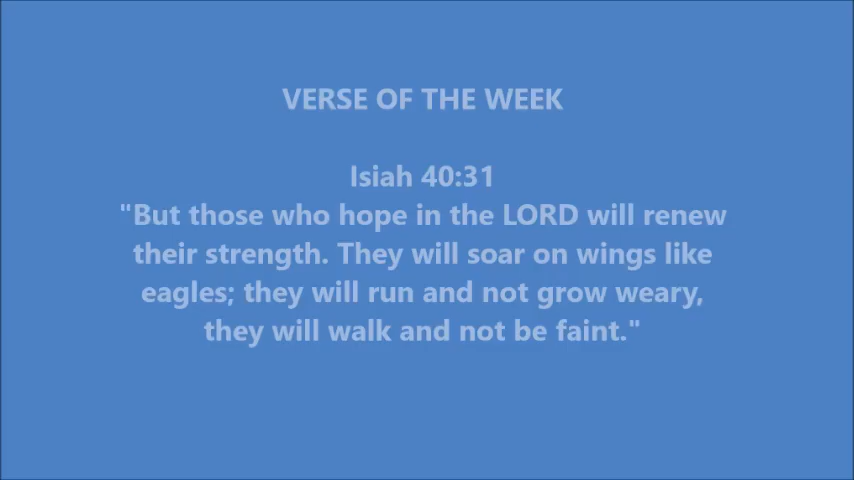 VERSE OF THE WEEK
Isiah 40:31
"But those who hope in the LORD will renew
their strength. They will soar on wings like
eagles; they will run and not grow weary,
they will walk and not be faint."